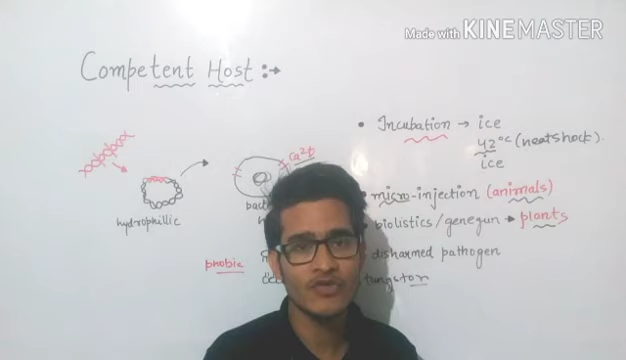 Made with KINEMASTER
Competent Host :→
• Incubation → ice
42°C (heatshock).
ice
Ca²⁺
• micro-injection (animals)
hydrophillic
• biolistics/genegun → plants
phobic
disharmed pathogen
tungston